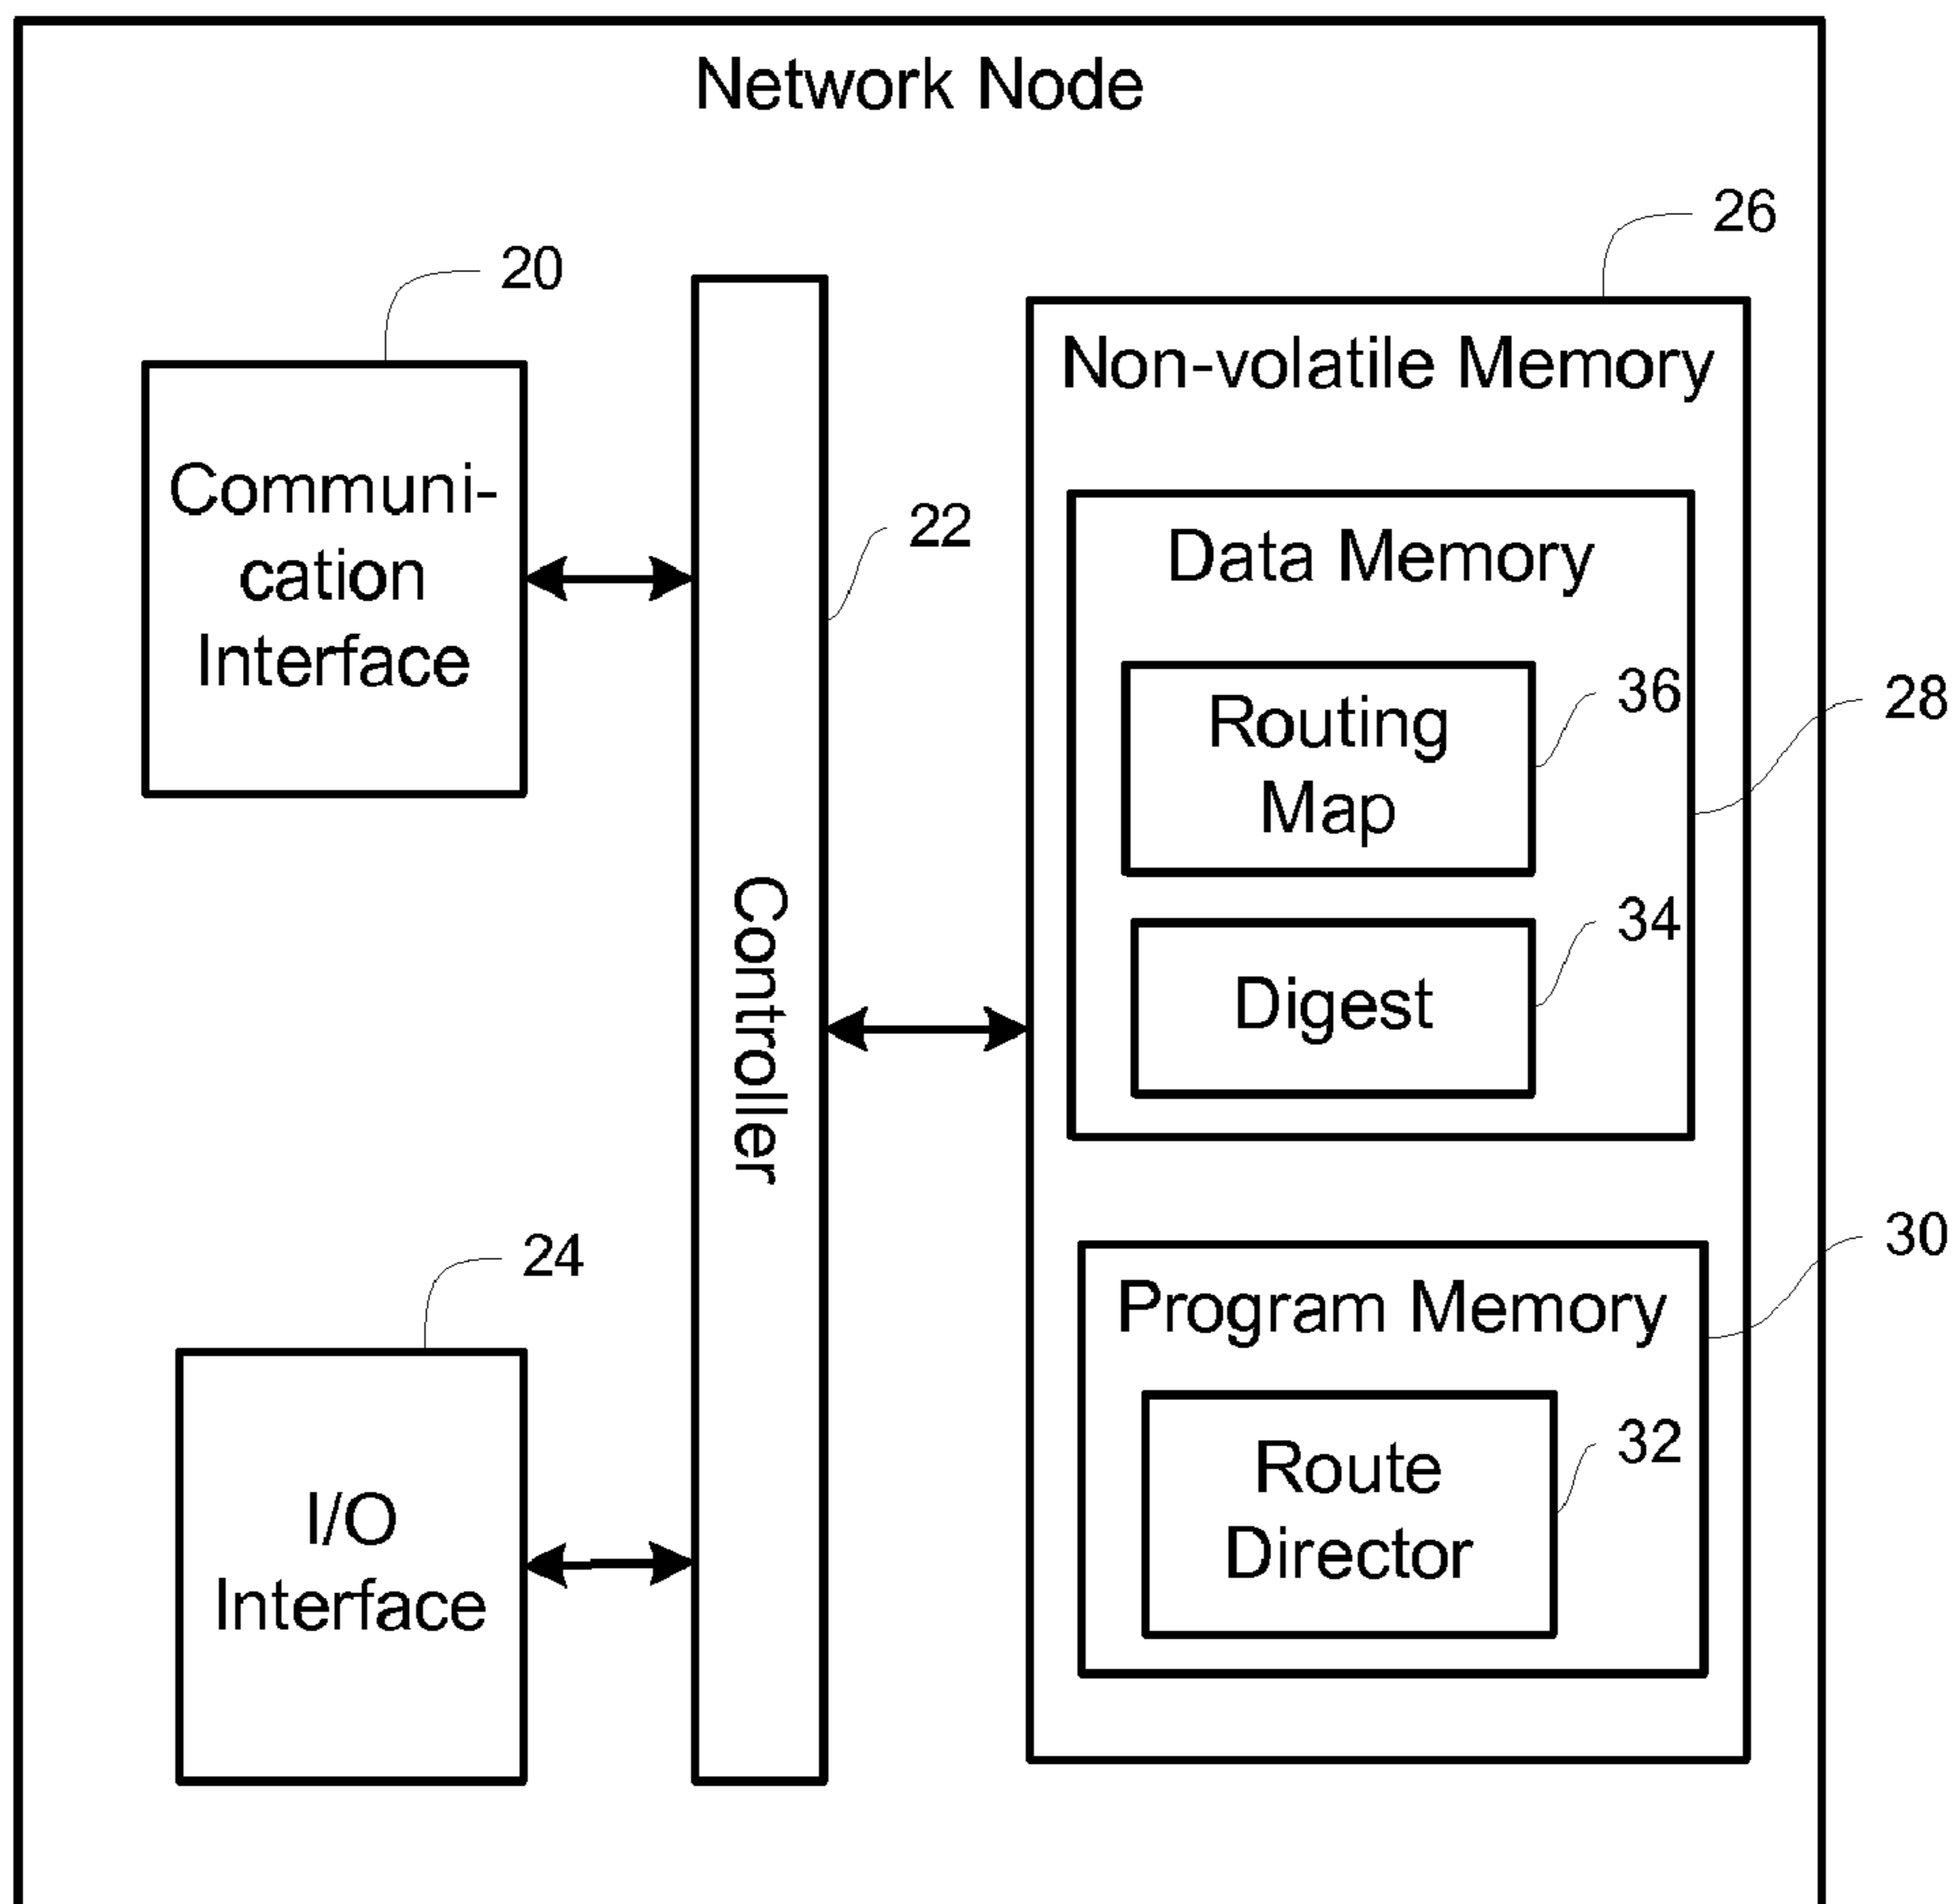 Network Node
26
20
Non-volatile Memory
Communi-
cation
Interface
22
Data Memory
Routing
Map
36
28
Controller
34
Digest
24
30
Program Memory
Route
Director
32
I/O
Interface